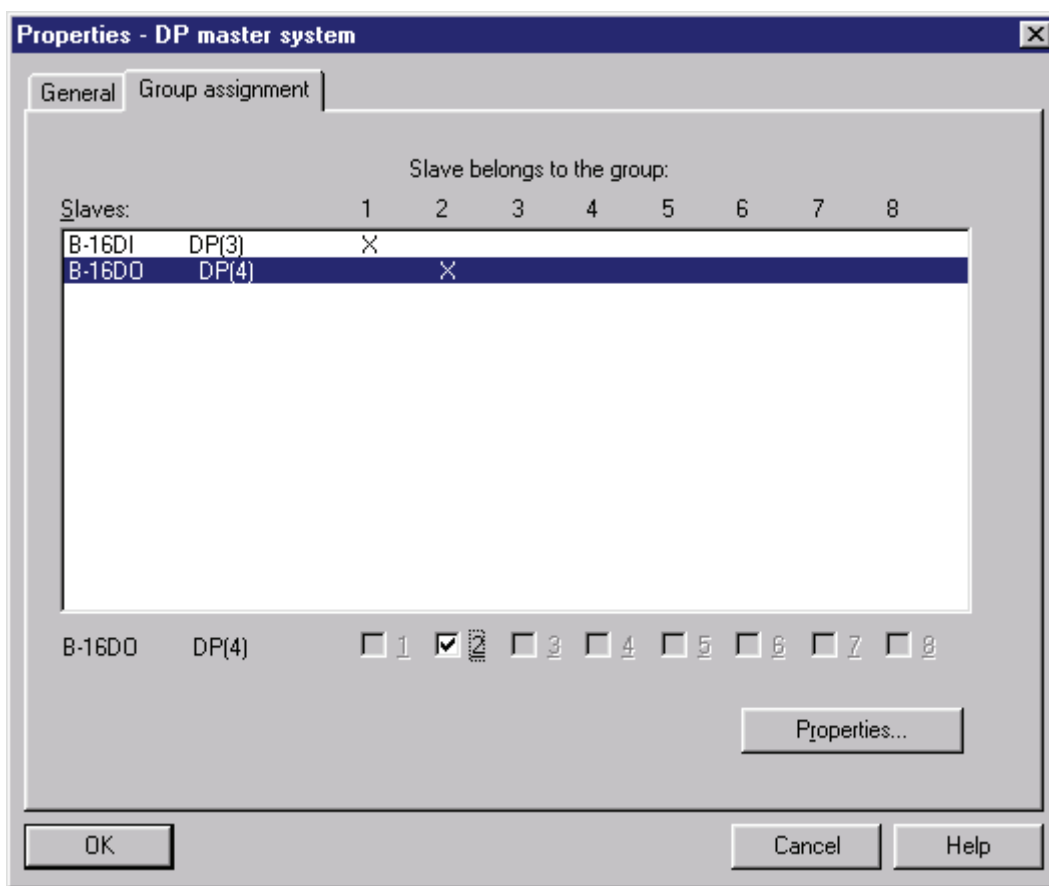 Properties - DP master system
General Group assignment
Slave belongs to the group:
Slaves: 1 2 3 4 5 6 7 8
B-16DI DP(3) X
B-16DO DP(4) X
B-16DO DP(4) 1 2 3 4 5 6 7 8
Properties...
OK Cancel Help